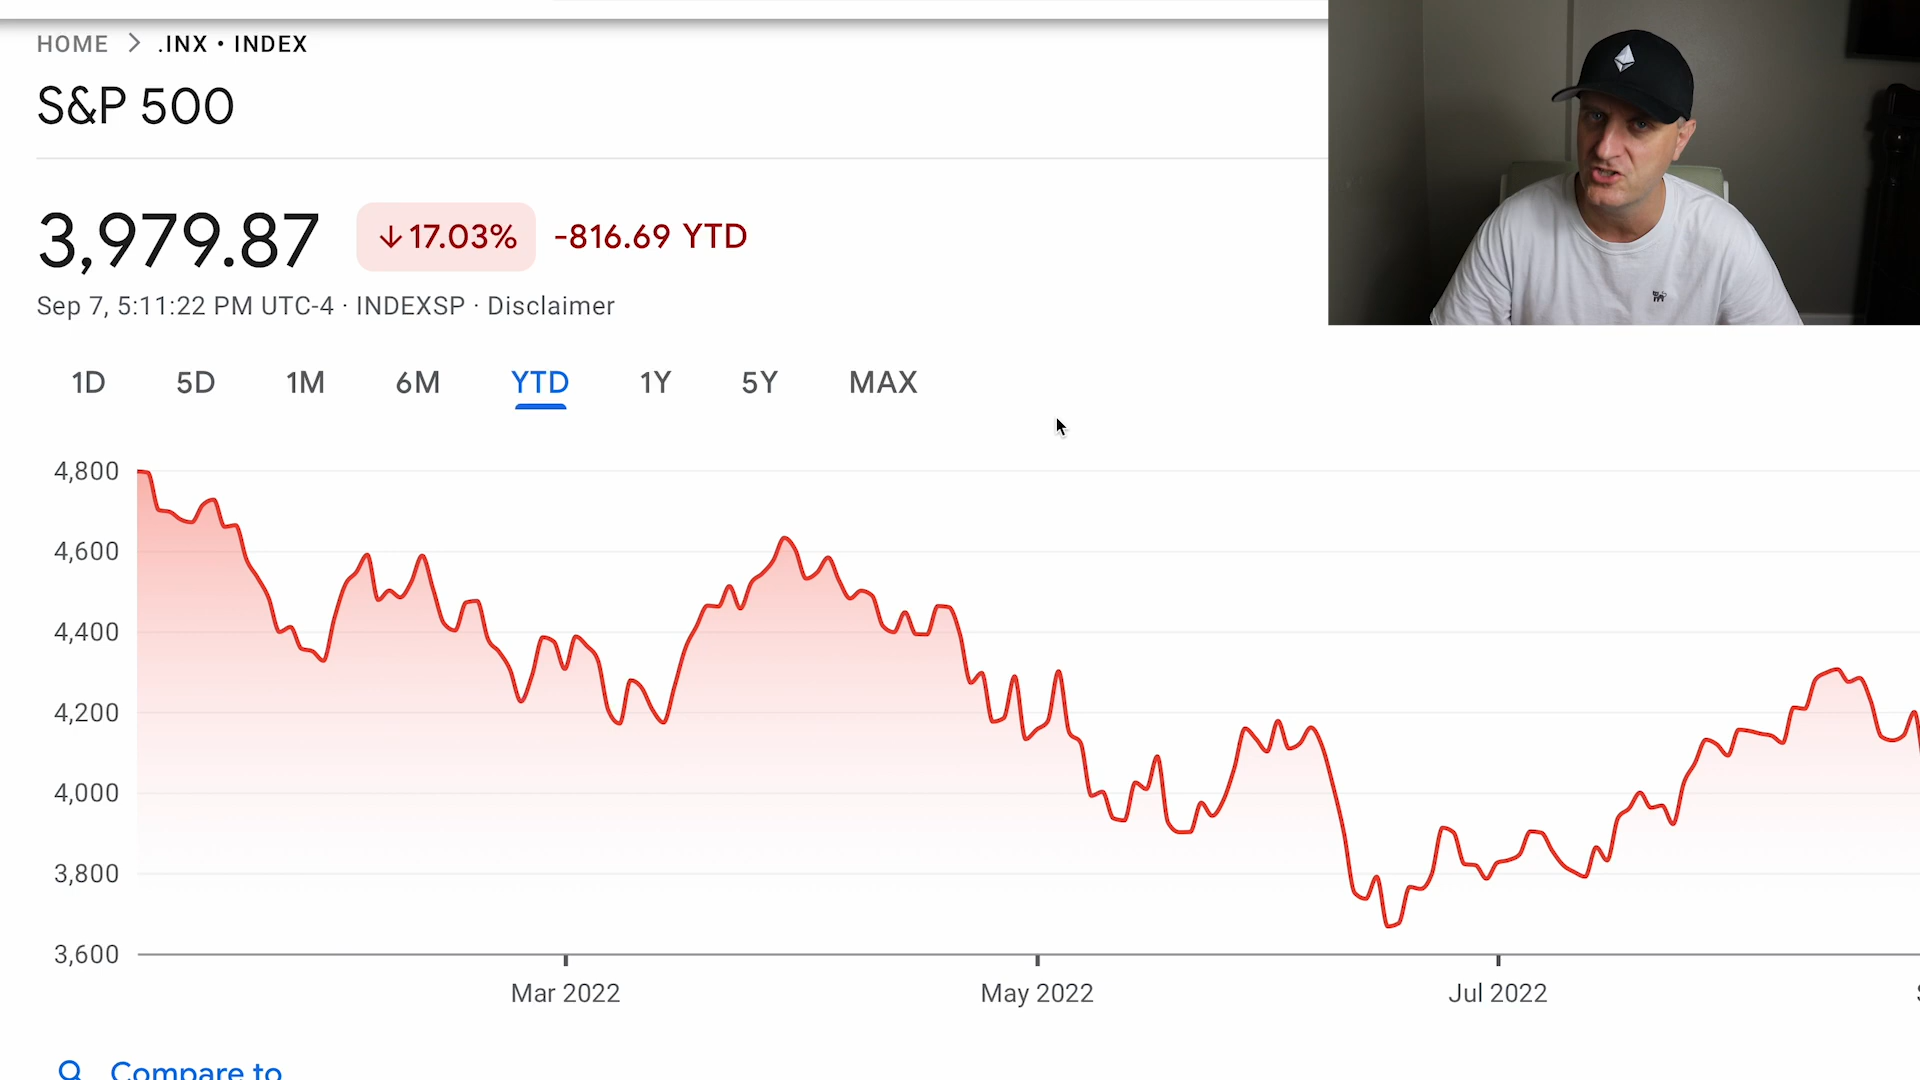 HOME > .INX • INDEX
S&P 500
3,979.87 ↓17.03% -816.69 YTD
Sep 7, 5:11:22 PM UTC-4 · INDEXSP · Disclaimer
1D 5D 1M 6M YTD 1Y 5Y MAX
4,800
4,600
4,400
4,200
4,000
3,800
3,600
Mar 2022 May 2022 Jul 2022
Compare to